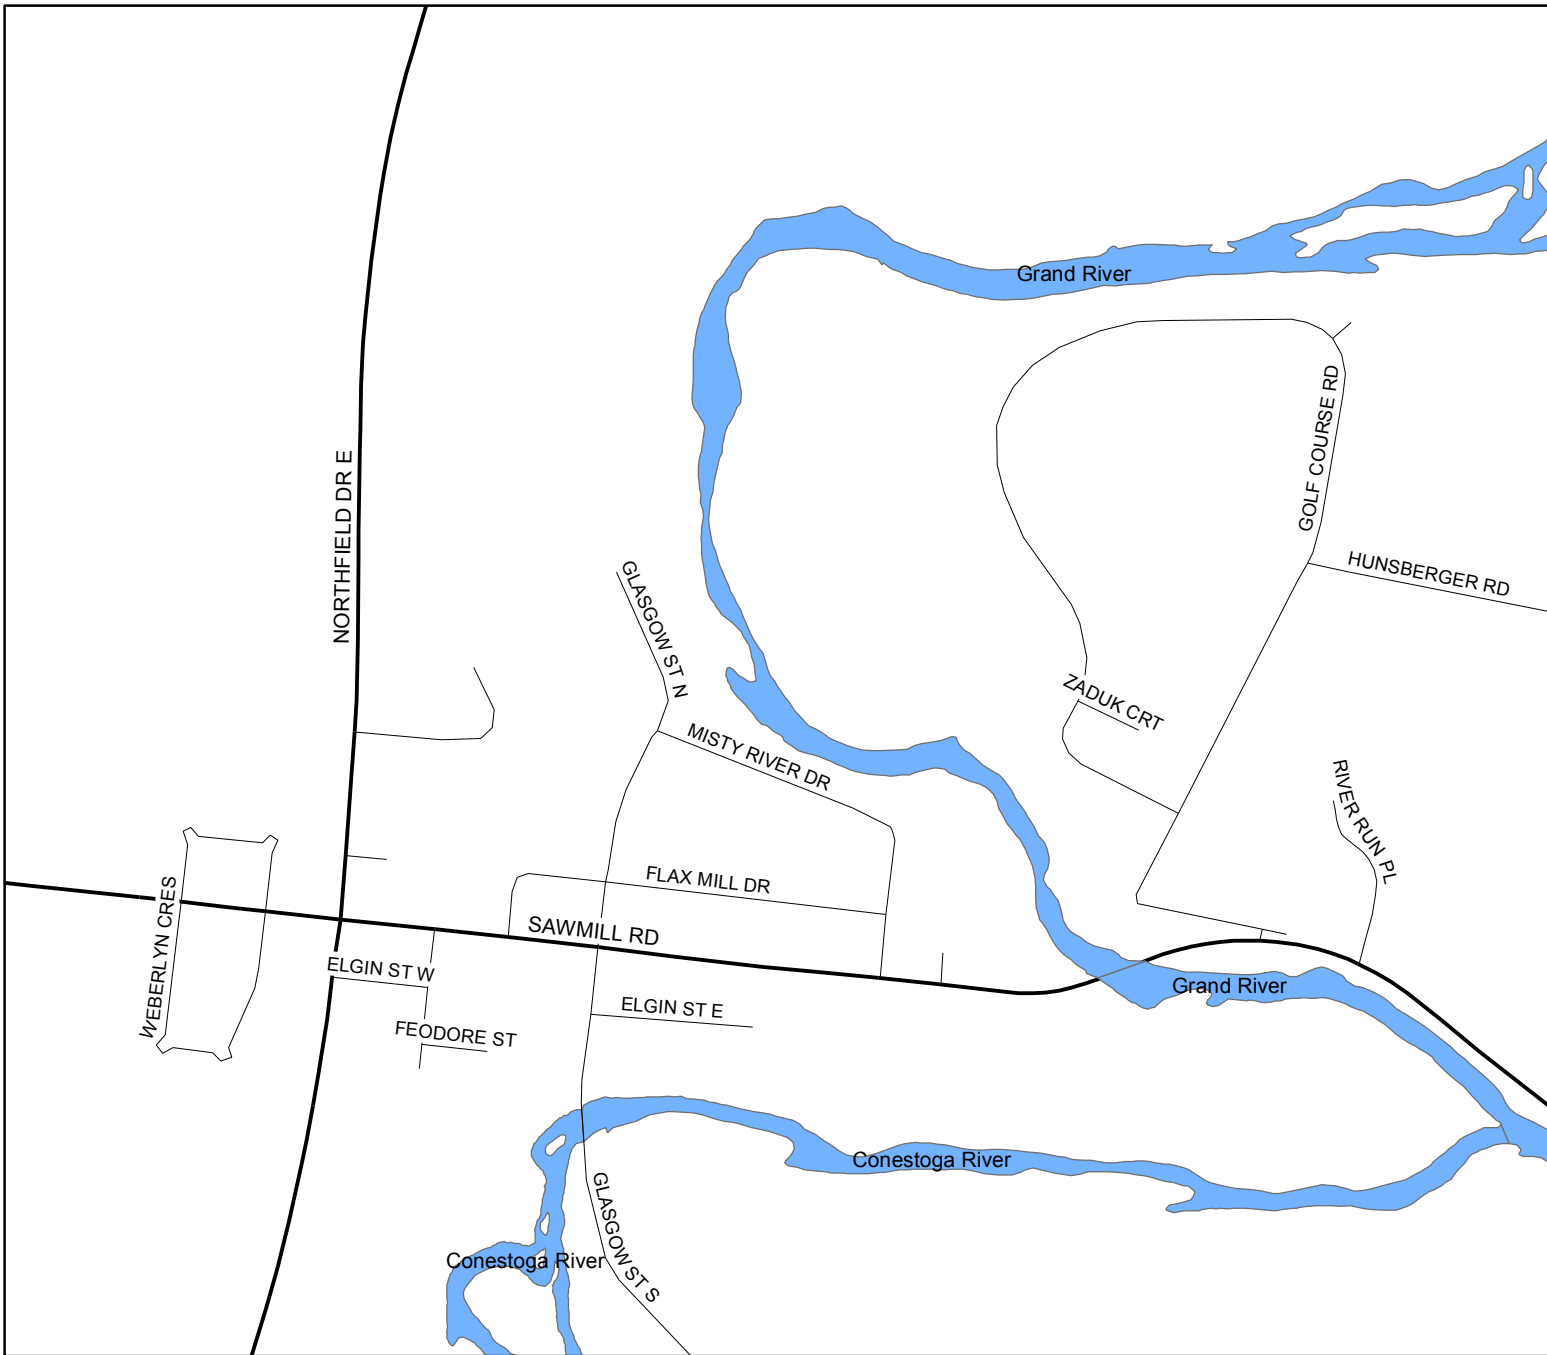 Grand River
GOLF COURSE RD
NORTHFIELD DR E
HUNSBERGER RD
GLASGOW ST N
ZADUK CRT
MISTY RIVER DR
RIVER RUN PL
FLAX MILL DR
WEBERLYN CRES
SAWMILL RD
ELGIN ST W
Grand River
ELGIN ST E
FEODORE ST
Conestoga River
GLASGOW ST S
Conestoga River